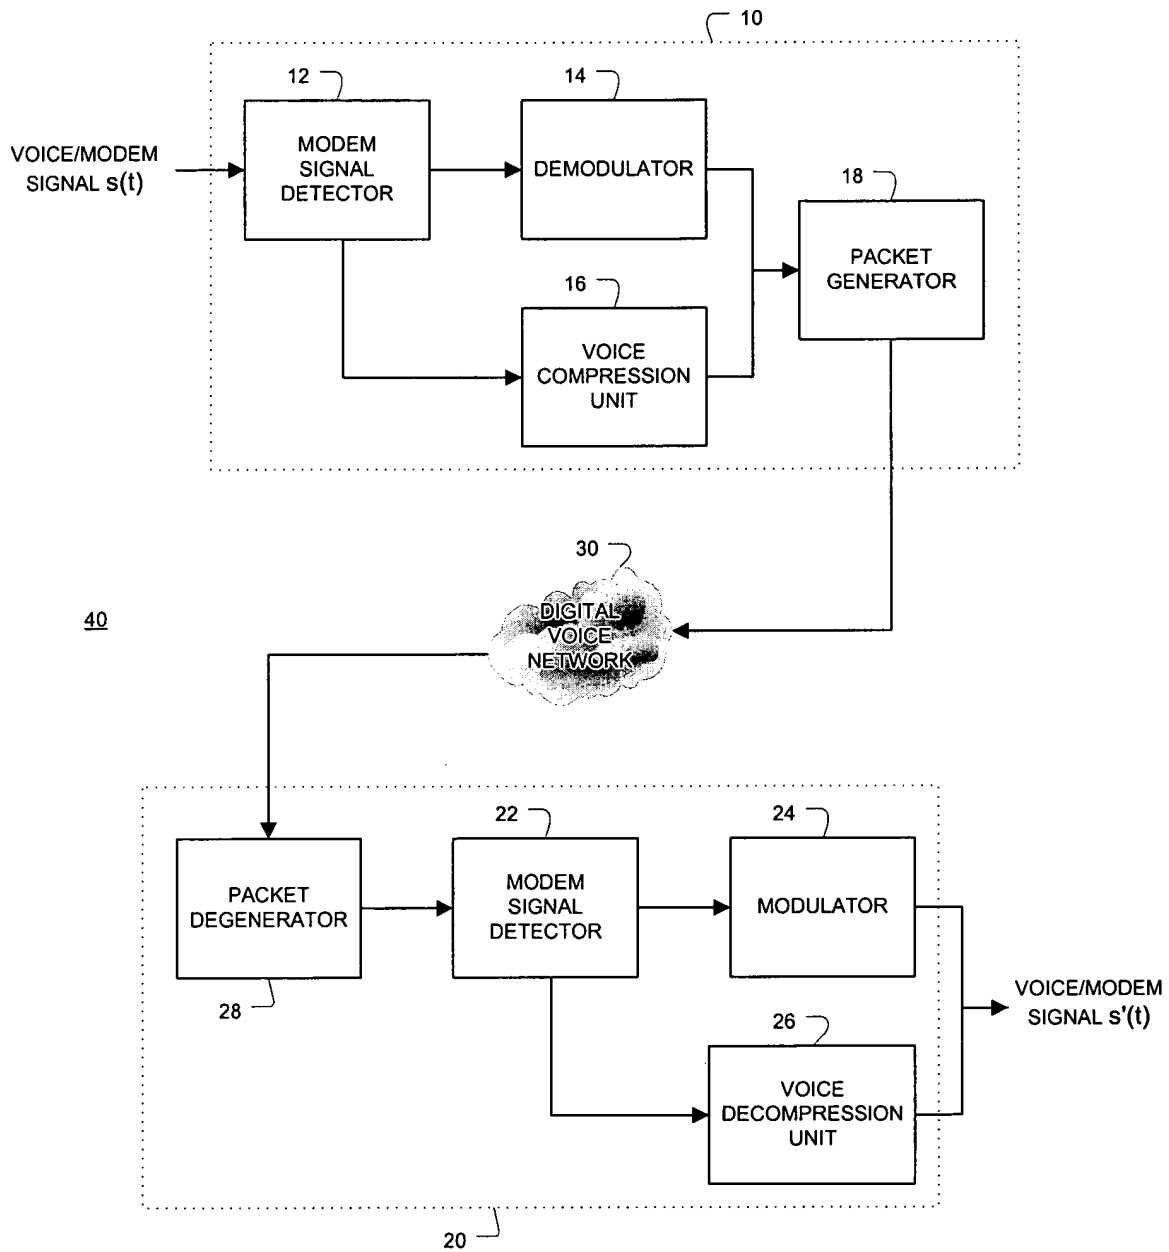 10
12
14
VOICE/MODEM
SIGNAL s(t)
MODEM
SIGNAL
DETECTOR
DEMODULATOR
18
PACKET
GENERATOR
16
VOICE
COMPRESSION
UNIT
30
DIGITAL
VOICE
NETWORK
40
22
24
PACKET
DEGENERATOR
MODEM
SIGNAL
DETECTOR
MODULATOR
28
26
VOICE/MODEM
SIGNAL s'(t)
VOICE
DECOMPRESSION
UNIT
20